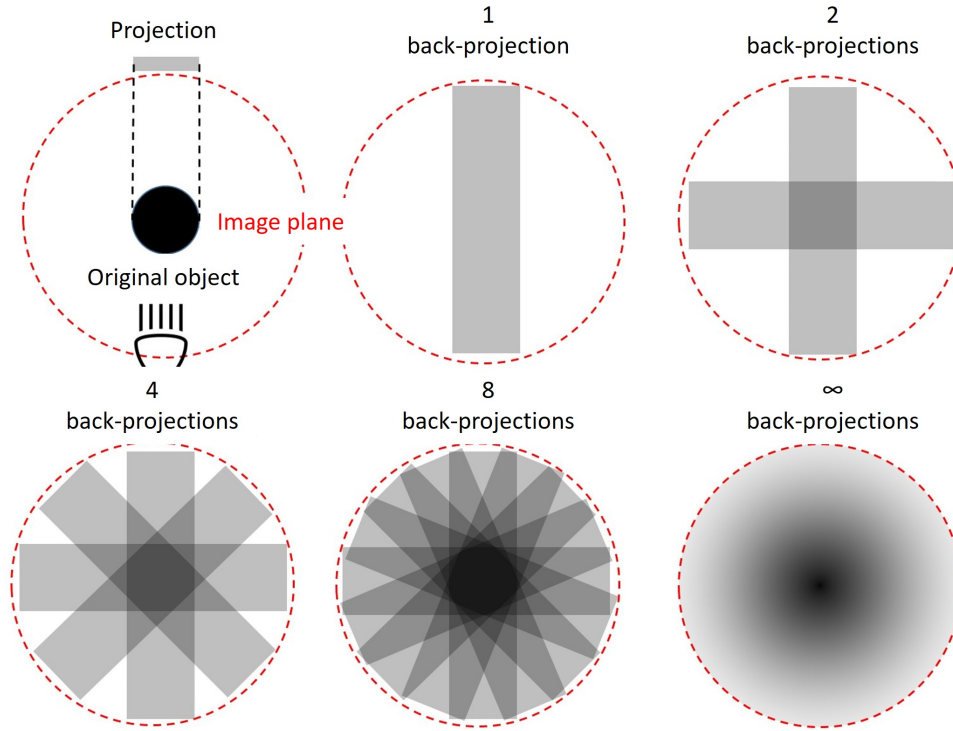 Projection
Image plane
Original object
1
back-projection
2
back-projections
4
back-projections
8
back-projections
∞
back-projections